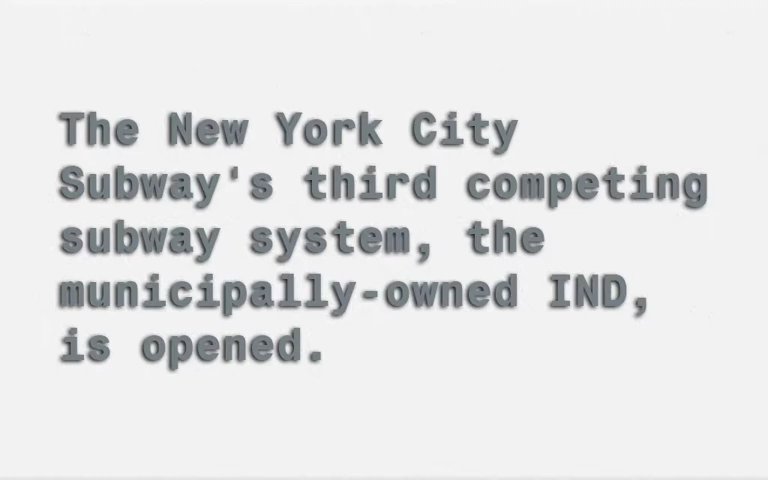 The New York City
Subway's third competing
subway system, the
municipally-owned IND,
is opened.